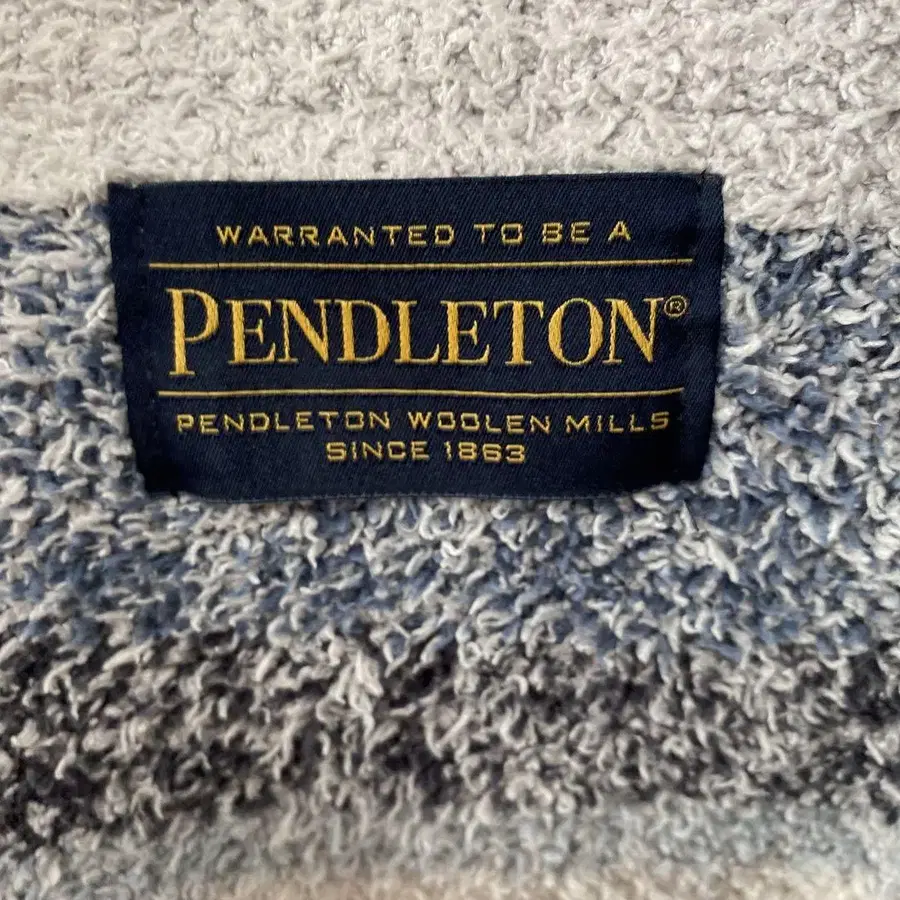 WARRANTED TO BE A
PENDLETON®
PENDLETON WOOLEN MILLS
SINCE 1863